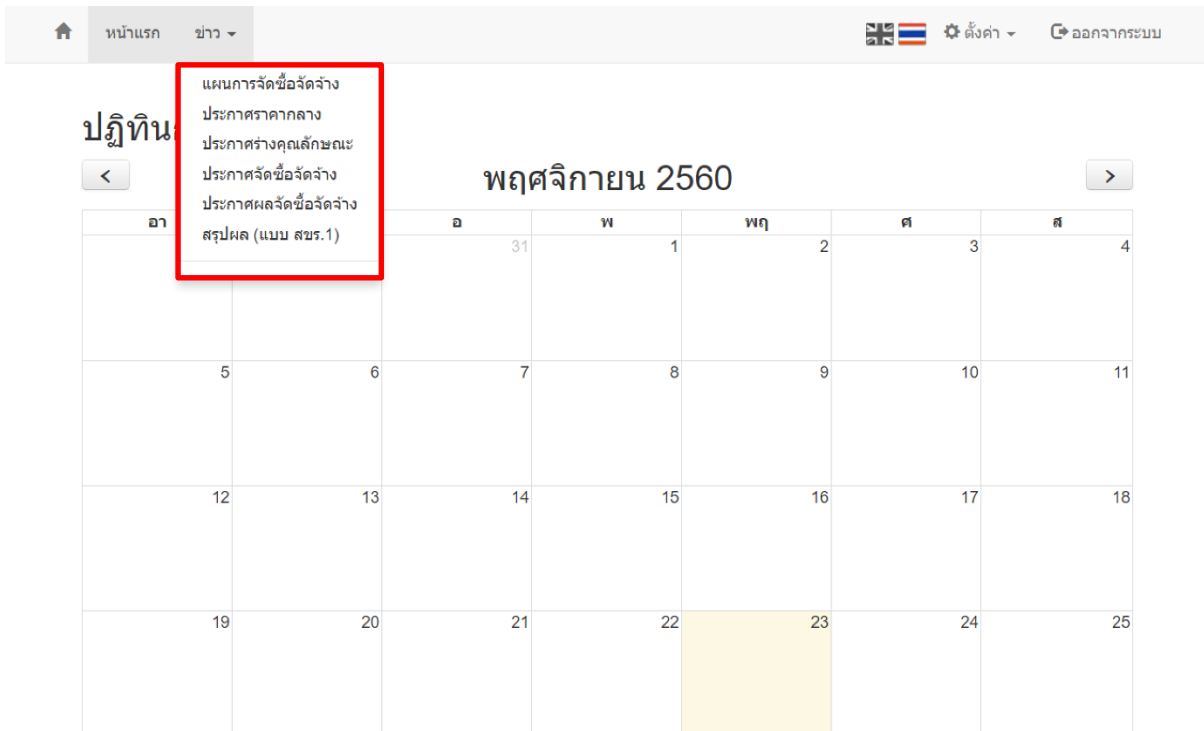 หน้าแรก ข่าว ตั้งค่า ออกจากระบบ
แผนการจัดซื้อจัดจ้าง
ประกาศราคากลาง
ประกาศร่างคุณลักษณะ
ประกาศจัดซื้อจัดจ้าง
ประกาศผลจัดซื้อจัดจ้าง
สรุปผล (แบบ สขร.1)
ปฏิทิน
< พฤศจิกายน 2560 >
อา อ พ พฤ ศ ส
31 1 2 3 4
5 6 7 8 9 10 11
12 13 14 15 16 17 18
19 20 21 22 23 24 25